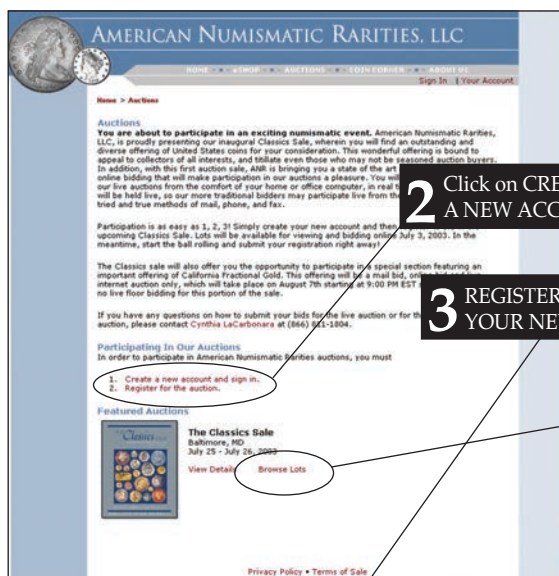 AMERICAN NUMISMATIC RARITIES, LLC
HOME ESHOP AUCTIONS COIN CORNER ABOUT US
Sign In | Your Account
Home > Auctions
Auctions
You are about to participate in an exciting numismatic event. American Numismatic Rarities,
LLC, is proudly presenting our inaugural Classics Sale, wherein you will find an outstanding and
diverse offering of United States coins for your consideration. This wonderful offering is bound to
appeal to collectors of all interests, and titillate even those who may not be seasoned auction buyers.
In addition, with this first auction sale, ANR is bringing you a state of the art
online bidding that will make participation in our auctions a pleasure. You will
our live auctions from the comfort of your home or office computer, in real
will be held live, so our more traditional bidders may participate live from the
tried and true methods of mail, phone, and fax.
2 Click on CRE
A NEW ACC
Participation is as easy as 1, 2, 3! Simply create your new account and then
upcoming Classics Sale. Lots will be available for viewing and bidding online July 3, 2003. In the
meantime, start the ball rolling and submit your registration right away!
The Classics sale will also offer you the opportunity to participate in a special section featuring an
important offering of California Fractional Gold. This offering will be a mail bid, online
internet auction only, which will take place on August 7th starting at 9:00 PM EST
no live floor bidding for this portion of the sale.
3 REGISTER
YOUR NE
If you have any questions on how to submit your bids for the live auction or for th
auction, please contact Cynthia LaCarbonara at (866) 811-1804.
Participating In Our Auctions
In order to participate in American Numismatic Rarities auctions, you must
1. Create a new account and sign in.
2. Register for the auction.
Featured Auctions
Classics
The Classics Sale
Baltimore, MD
July 25 - July 26, 2003
View Details Browse Lots
Privacy Policy • Terms of Sale